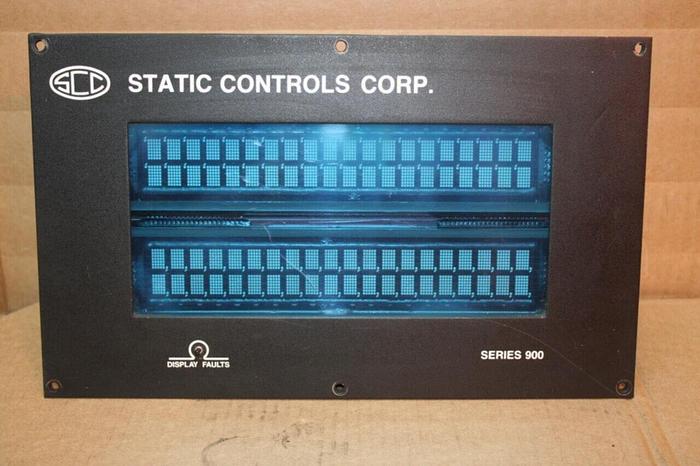 SCC STATIC CONTROLS CORP.
DISPLAY FAULTS
SERIES 900